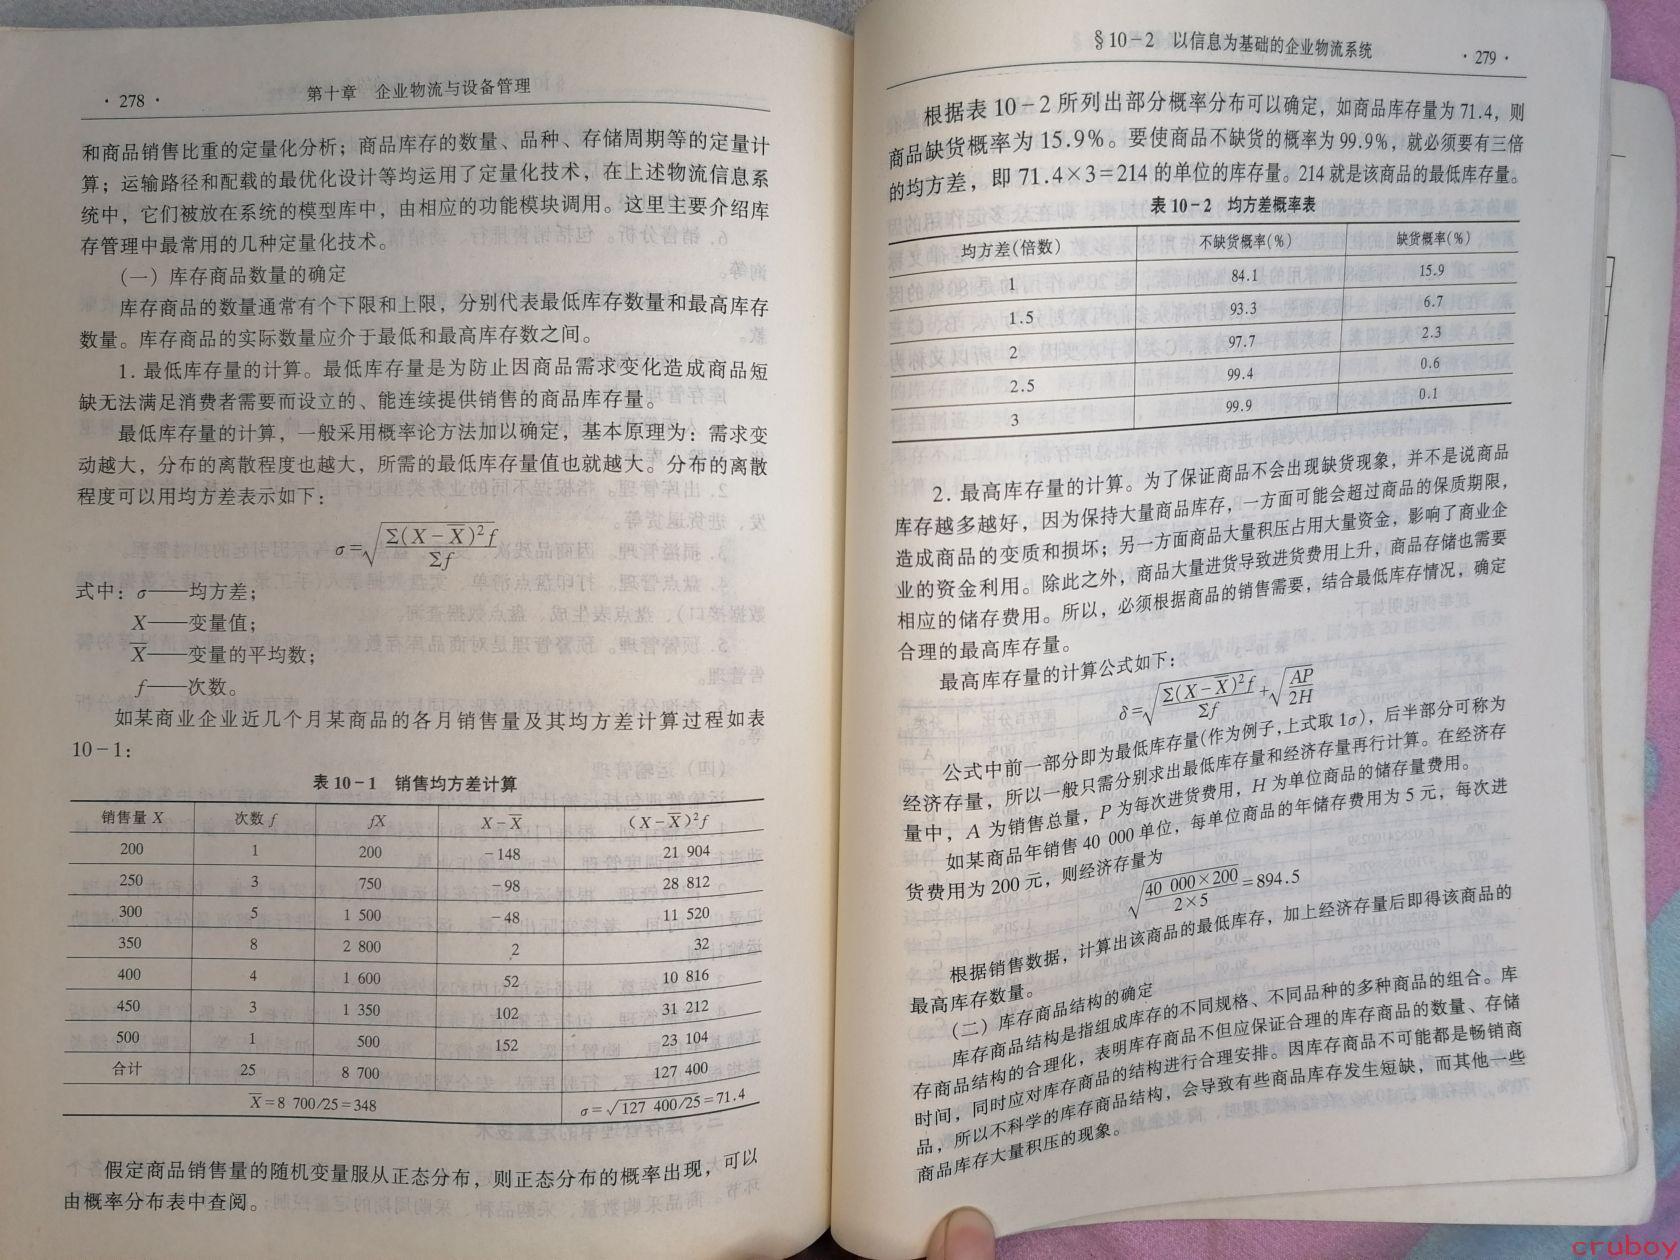 · 278 ·
第十章 企业物流与设备管理
和商品销售比重的定量化分析；商品库存的数量、品种、存储周期等的定量计
算；运输路径和配载的最优化设计等均运用了定量化技术，在上述物流信息系
统中，它们被放在系统的模型库中，由相应的功能模块调用。这里主要介绍库
存管理中最常用的几种定量化技术。
（一）库存商品数量的确定
库存商品的数量通常有个下限和上限，分别代表最低库存数量和最高库存
数量。库存商品的实际数量应介于最低和最高库存数之间。
1. 最低库存量的计算。最低库存量是为防止因商品需求变化造成商品短
缺无法满足消费者需要而设立的、能连续提供销售的商品库存量。
最低库存量的计算，一般采用概率论方法加以确定，基本原理为：需求变
动越大，分布的离散程度也越大，所需的最低库存量值也就越大。分布的离散
程度可以用均方差表示如下：
σ=√(Σ(X−X̄)²f/Σf)
式中：σ——均方差；
X——变量值；
X̄——变量的平均数；
f——次数。
如某商业企业近几个月某商品的各月销售量及其均方差计算过程如表
10－1：
表 10－1 销售均方差计算
销售量 X 次数 f fX X−X̄ (X−X̄)²f
200 1 200 −148 21 904
250 3 750 −98 28 812
300 5 1 500 −48 11 520
350 8 2 800 2 32
400 4 1 600 52 10 816
450 3 1 350 102 31 212
500 1 500 152 23 104
合计 25 8 700 127 400
X̄=8 700/25=348 σ=√127 400/25=71.4
假定商品销售量的随机变量服从正态分布，则正态分布的概率出现，可以
由概率分布表中查阅。
§10－2 以信息为基础的企业物流系统
· 279 ·
根据表 10－2 所列出部分概率分布可以确定，如商品库存量为 71.4，则
商品缺货概率为 15.9%。要使商品不缺货的概率为 99.9%，就必须要有三倍
的均方差，即 71.4×3=214 的单位的库存量。214 就是该商品的最低库存量。
表 10－2 均方差概率表
均方差(倍数) 不缺货概率(%) 缺货概率(%)
1 84.1 15.9
1.5 93.3 6.7
2 97.7 2.3
2.5 99.4 0.6
3 99.9 0.1
2. 最高库存量的计算。为了保证商品不会出现缺货现象，并不是说商品
库存越多越好，因为保持大量商品库存，一方面可能会超过商品的保质期限，
造成商品的变质和损坏；另一方面商品大量积压占用大量资金，影响了商业企
业的资金利用。除此之外，商品大量进货导致进货费用上升，商品存储也需要
相应的储存费用。所以，必须根据商品的销售需要，结合最低库存情况，确定
合理的最高库存量。
最高库存量的计算公式如下：
δ=√(Σ(X−X̄)²f/Σf)+√(AP/2H)
公式中前一部分即为最低库存量(作为例子，上式取 1σ)，后半部分可称为
经济存量，所以一般只需分别求出最低库存量和经济存量再行计算。在经济存
量中，A 为销售总量，P 为每次进货费用，H 为单位商品的储存量费用。
如某商品年销售 40 000 单位，每单位商品的年储存费用为 5 元，每次进
货费用为 200 元，则经济存量为
√(40 000×200/2×5)=894.5
根据销售数据，计算出该商品的最低库存，加上经济存量后即得该商品的
最高库存数量。
（二）库存商品结构的确定
库存商品结构是指组成库存的不同规格、不同品种的多种商品的组合。库
存商品结构的合理化，表明库存商品不但应保证合理的库存商品的数量、存储
时间，同时应对库存商品的结构进行合理安排。因库存商品不可能都是畅销商
品，所以不科学的库存商品结构，会导致有些商品库存发生短缺，而其他一些
商品库存大量积压的现象。
cruboy